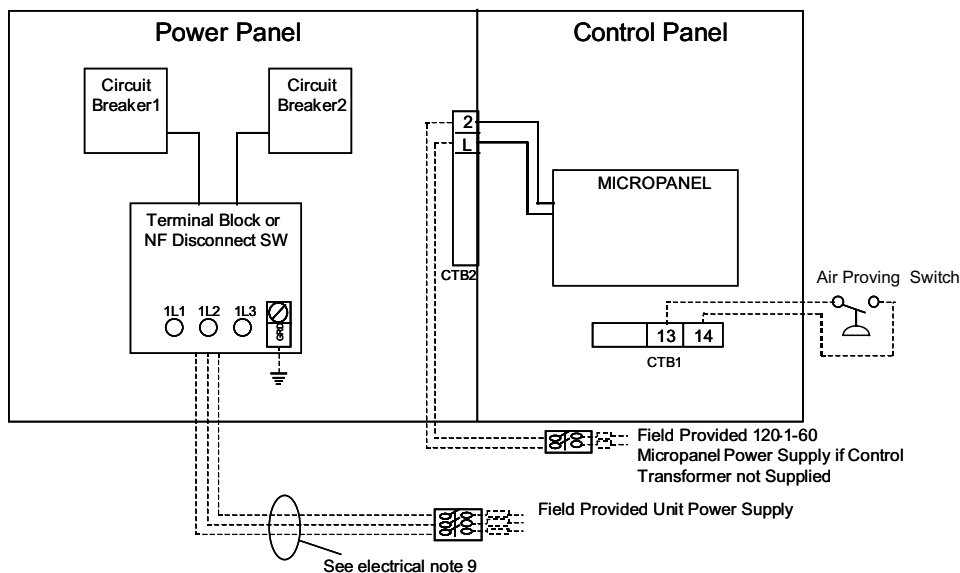 Power Panel
Control Panel
Circuit
Breaker1
Circuit
Breaker2
2
L
MICROPANEL
Terminal Block or
NF Disconnect SW
CTB2
Air Proving Switch
1L1
1L2
1L3
GRD
13
14
CTB1
Field Provided 120-1-60
Micropanel Power Supply if Control
Transformer not Supplied
Field Provided Unit Power Supply
See electrical note 9